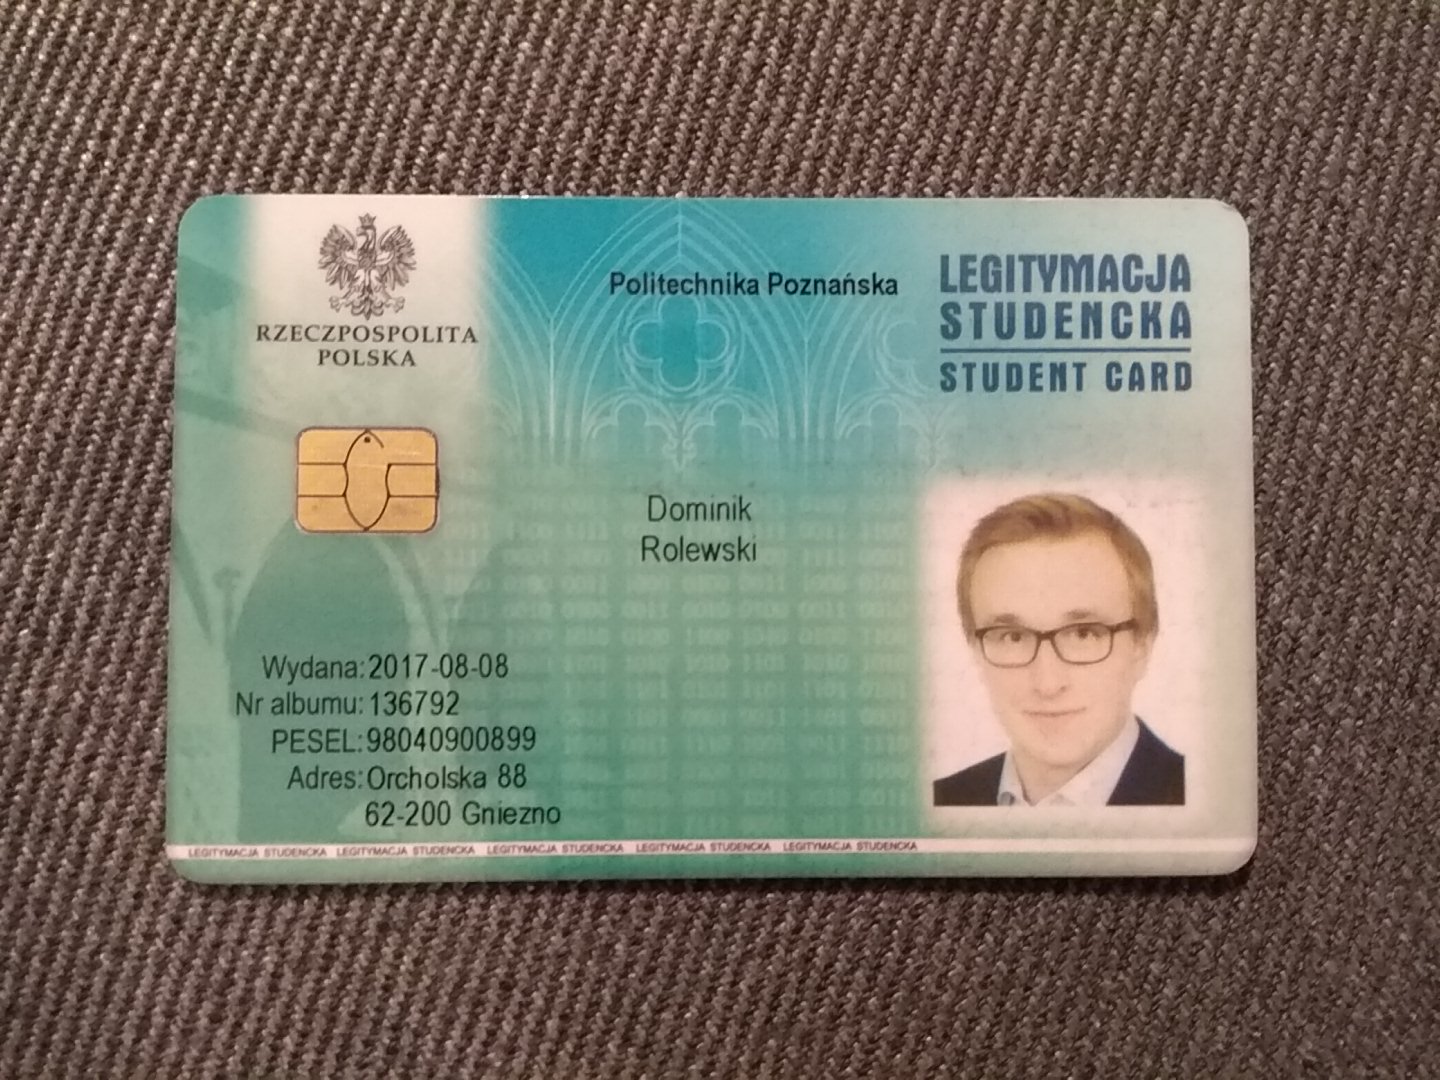 RZECZPOSPOLITA
POLSKA
Politechnika Poznańska
LEGITYMACJA
STUDENCKA
STUDENT CARD
Dominik
Rolewski
Wydana: 2017-08-08
Nr albumu: 136792
PESEL: 98040900899
Adres: Orcholska 88
62-200 Gniezno
LEGITYMACJA STUDENCKA LEGITYMACJA STUDENCKA LEGITYMACJA STUDENCKA LEGITYMACJA STUDENCKA LEGITYMACJA STUDENCKA